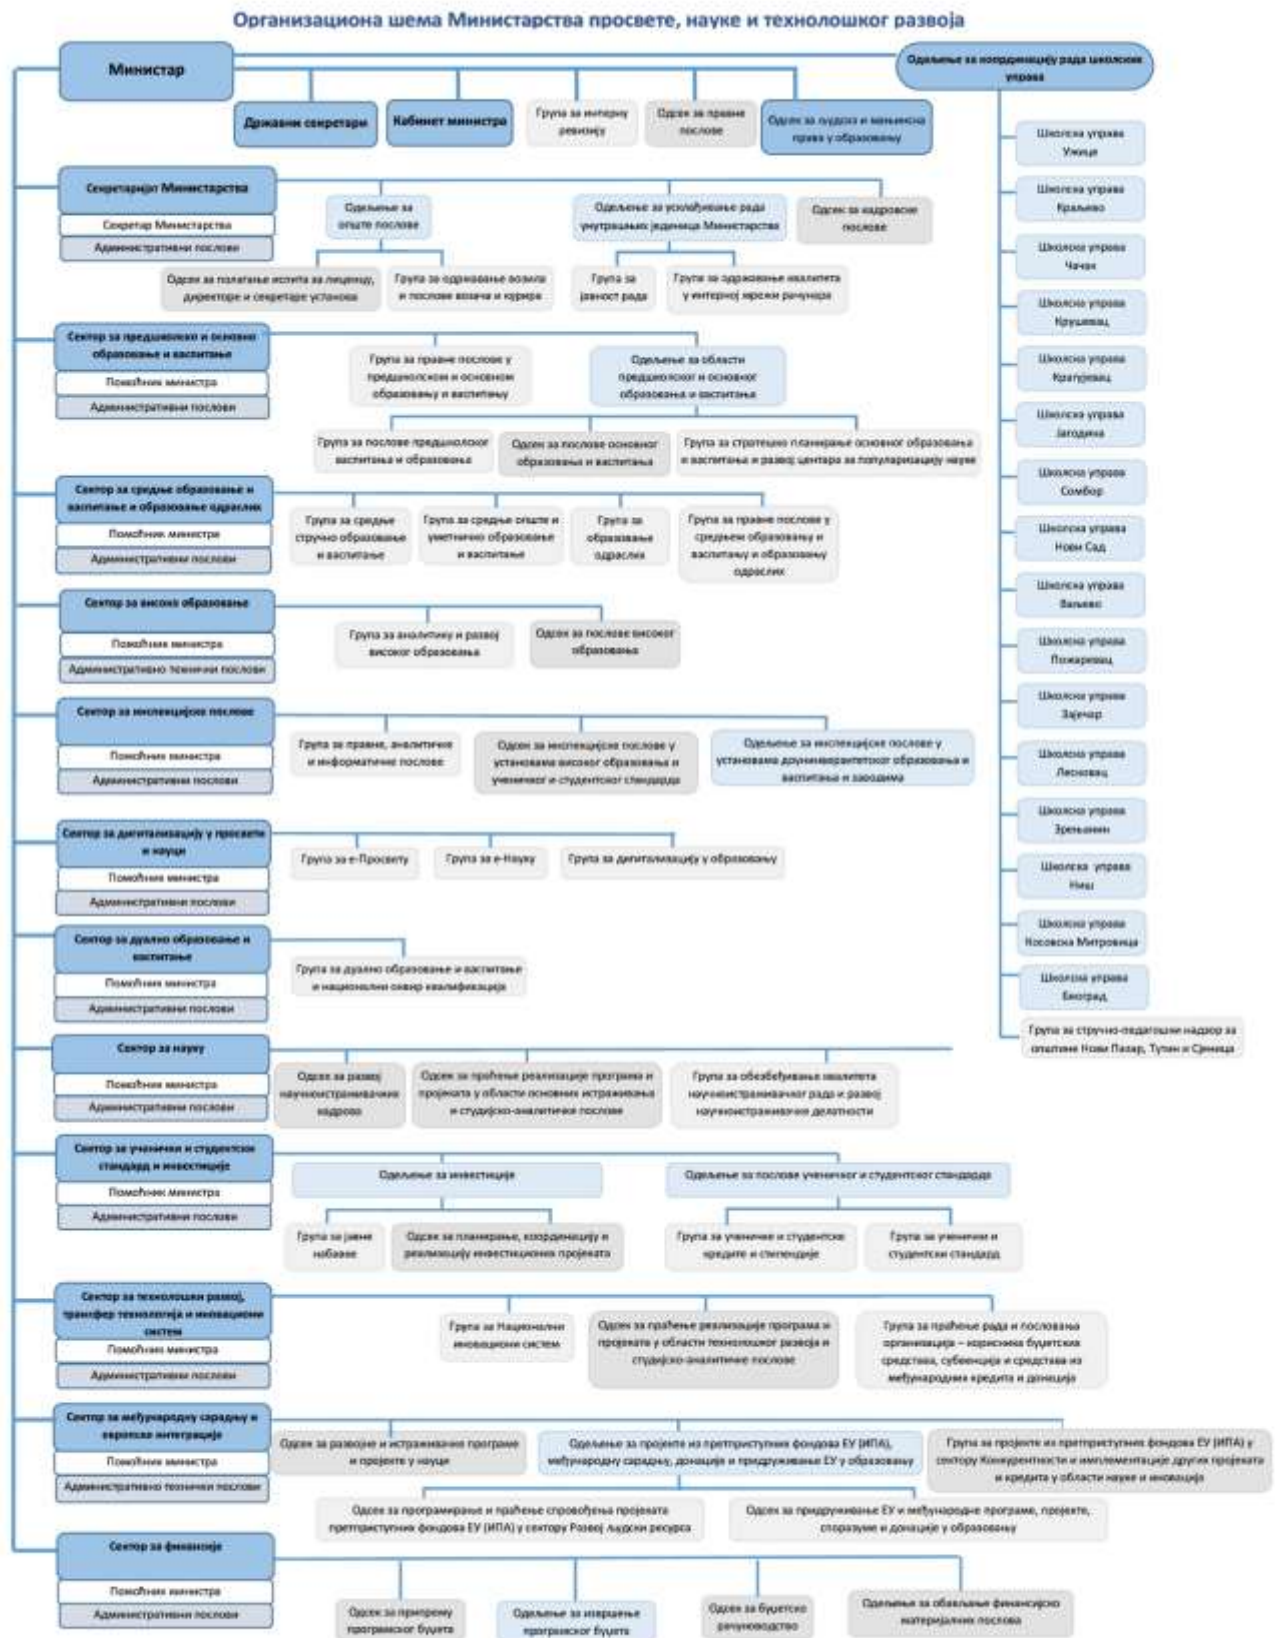 Организациона шема Министарства просвете, науке и технолошког развоја
Министар
Одељење за координацију рада школских
управа
Државни секретари
Кабинет министра
Група за интерну
ревизију
Одсек за правне
послове
Одсек за људска и мањинска
права у образовању
Секретаријат Министарства
Секретар Министарства
Административни послови
Одељење за
опште послове
Одељење за усклађивање рада
унутрашњих јединица Министарства
Одсек за кадровске
послове
Одсек за полагање испита за лиценцу,
директоре и секретаре установа
Група за одржавање возила
и послове возача и курира
Група за
јавност рада
Група за одржавање квалитета
у интерној мрежи рачунара
Сектор за предшколско и основно
образовање и васпитање
Помоћник министра
Административни послови
Група за правне послове у
предшколском и основном
образовању и васпитању
Одељење за области
предшколског и основног
образовања и васпитања
Група за послове предшколског
васпитања и образовања
Одсек за послове основног
образовања и васпитања
Група за стратешко планирање основног образовања
и васпитања и развој центара за популаризацију науке
Сектор за средње образовање и
васпитање и образовање одраслих
Помоћник министра
Административни послови
Група за средње
стручно образовање
и васпитање
Група за средње опште и
уметничко образовање
и васпитање
Група за
образовање
одраслих
Група за правне послове у
средњем образовању и
васпитању и образовању
одраслих
Сектор за високо образовање
Помоћник министра
Административно технички послови
Група за аналитику и развој
високог образовања
Одсек за послове високог
образовања
Сектор за инспекцијске послове
Помоћник министра
Административни послови
Група за правне, аналитичке
и информатичке послове
Одсек за инспекцијске послове у
установама високог образовања и
ученичког и студентског стандарда
Одељење за инспекцијске послове у
установама доуниверзитетског образовања и
васпитања и заводима
Сектор за дигитализацију у просвети
и науци
Помоћник министра
Административни послови
Група за е-Просвету
Група за е-Науку
Група за дигитализацију у образовању
Сектор за дуално образовање и
васпитање
Помоћник министра
Административни послови
Група за дуално образовање и васпитање
и национални оквир квалификација
Сектор за науку
Помоћник министра
Административни послови
Одсек за развој
научноистраживачких
кадрова
Одсек за праћење реализације програма и
пројеката у области основних истраживања
и студијско-аналитичке послове
Група за обезбеђивање квалитета
научноистраживачког рада и развој
научноистраживачке делатности
Сектор за ученички и студентски
стандард и инвестиције
Помоћник министра
Административни послови
Одељење за инвестиције
Одељење за послове ученичког и студентског стандарда
Група за јавне
набавке
Одсек за планирање, координацију и
реализацију инвестиционих пројеката
Група за ученичке и студентске
кредите и стипендије
Група за ученички и
студентски стандард
Сектор за технолошки развој,
трансфер технологија и иновациони
систем
Помоћник министра
Административни послови
Група за Национални
иновациони систем
Одсек за праћење реализације програма и
пројеката у области технолошког развоја и
студијско-аналитичке послове
Група за праћење рада и пословања
организација – корисника буџетских
средстава, субвенција и средстава из
међународних кредита и донација
Сектор за међународну сарадњу и
европске интеграције
Помоћник министра
Административно технички послови
Одсек за развојне и истраживачке програме
и пројекте у науци
Одељење за пројекте из претприступних фондова ЕУ (ИПА),
међународну сарадњу, донације и придруживање ЕУ у образовању
Група за пројекте из претприступних фондова ЕУ (ИПА) у
сектору Конкурентности и имплементације других пројеката
и кредита у области науке и иновација
Одсек за програмирање и праћење спровођења пројеката
претприступних фондова ЕУ (ИПА) у сектору Развој људски ресурса
Одсек за придруживање ЕУ и међународне програме, пројекте,
споразуме и донације у образовању
Сектор за финансије
Помоћник министра
Административни послови
Одсек за припрему
програмског буџета
Одељење за извршење
програмског буџета
Одсек за буџетско
рачуноводство
Одељење за обављање финансијско
материјалних послова
Школска управа
Ужице
Школска управа
Краљево
Школска управа
Чачак
Школска управа
Крушевац
Школска управа
Крагујевац
Школска управа
Јагодина
Школска управа
Сомбор
Школска управа
Нови Сад
Школска управа
Ваљево
Школска управа
Пожаревац
Школска управа
Зајечар
Школска управа
Лесковац
Школска управа
Зрењанин
Школска управа
Ниш
Школска управа
Косовска Митровица
Школска управа
Београд
Група за стручно-педагошки надзор за
општине Нови Пазар, Тутин и Сјеница